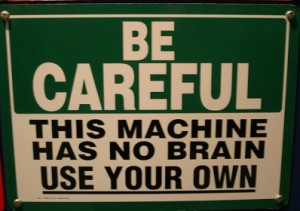 BE
CAREFUL
THIS MACHINE
HAS NO BRAIN
USE YOUR OWN